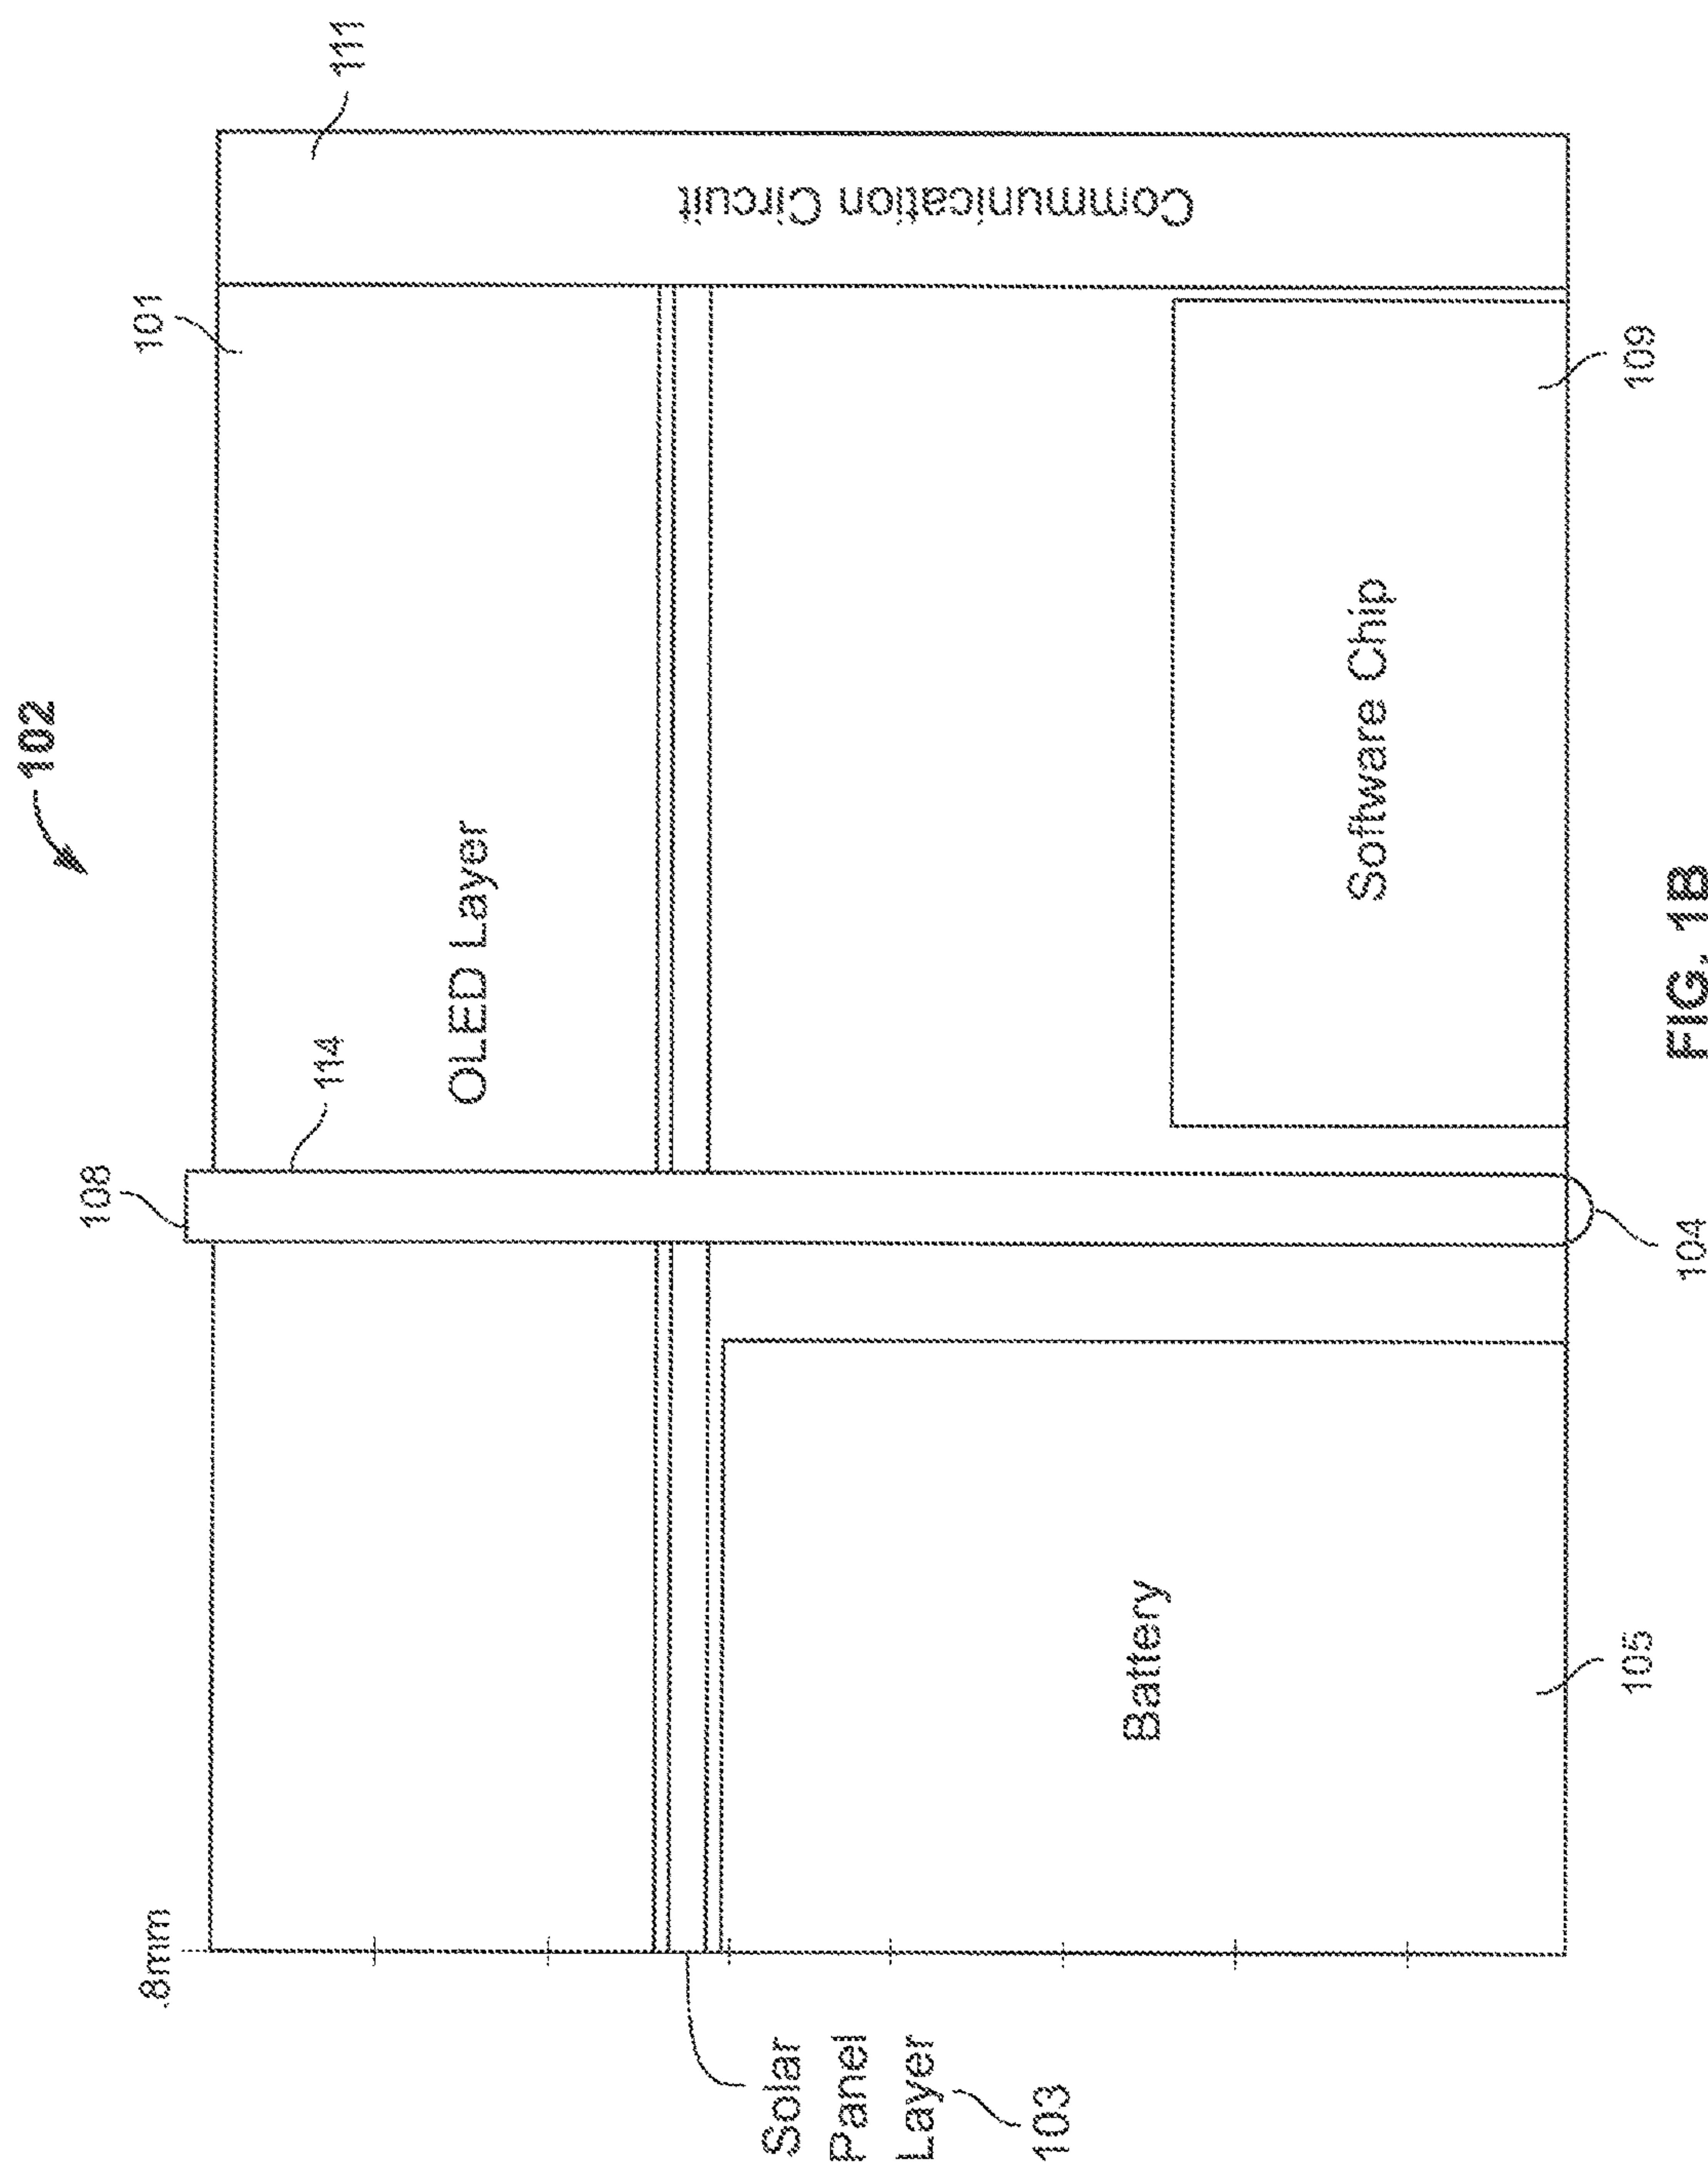 102
108
114
101
111
.8mm
OLED Layer
Communication Circuit
Solar
Panel
Layer
103
Battery
Software Chip
105
104
109
FIG. 1B